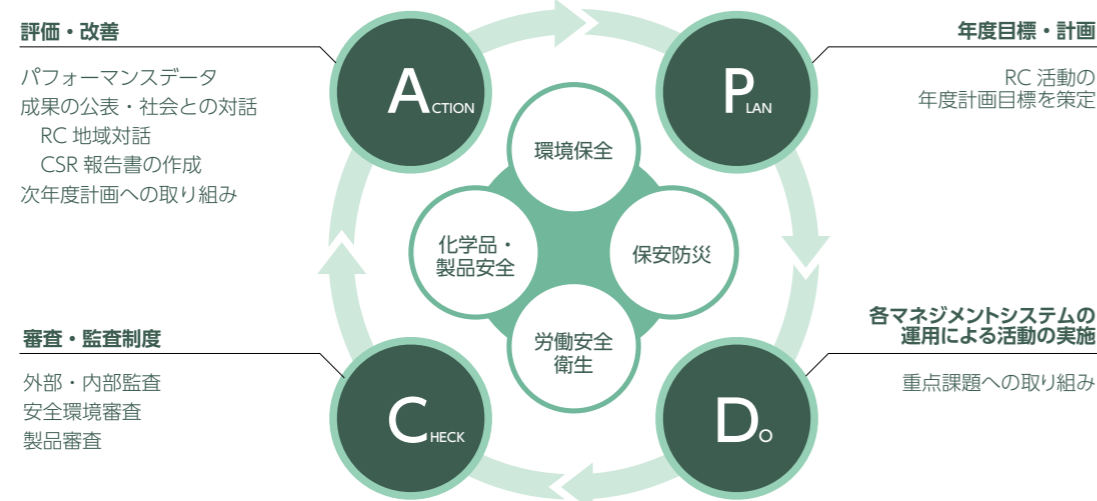 評価・改善
パフォーマンスデータ
成果の公表・社会との対話
RC 地域対話
CSR 報告書の作成
次年度計画への取り組み
ACTION
PLAN
年度目標・計画
RC 活動の
年度計画目標を策定
環境保全
化学品・
製品安全
保安防災
労働安全
衛生
審査・監査制度
外部・内部監査
安全環境審査
製品審査
CHECK
DO
各マネジメントシステムの
運用による活動の実施
重点課題への取り組み